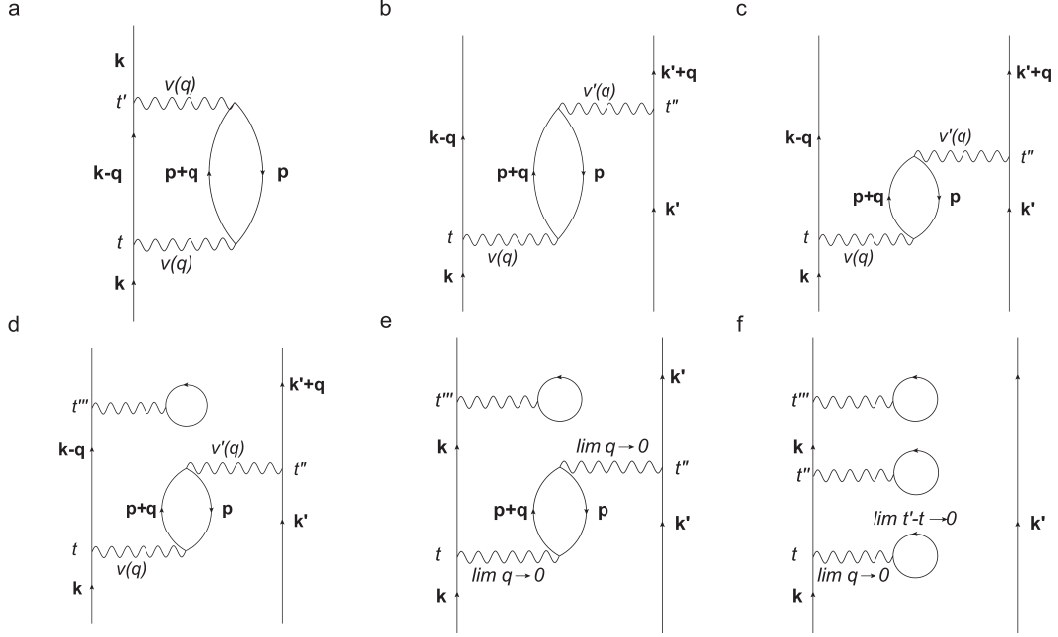 a
k
v(q)
t'
k-q
p+q
p
t
v(q)
k
b
k'+q
v'(q)
t''
k-q
p+q
p
k'
t
v(q)
k
c
k'+q
k-q
v'(q)
t''
p+q
p
k'
t
v(q)
k
d
k'+q
t'''
k-q
v'(q)
t''
p+q
p
k'
t
v(q)
k
e
k'
t'''
k
lim q→0
t''
p+q
p
k'
t
lim q→0
k
f
t'''
k
t''
lim t'-t→0
k'
t
lim q→0
k